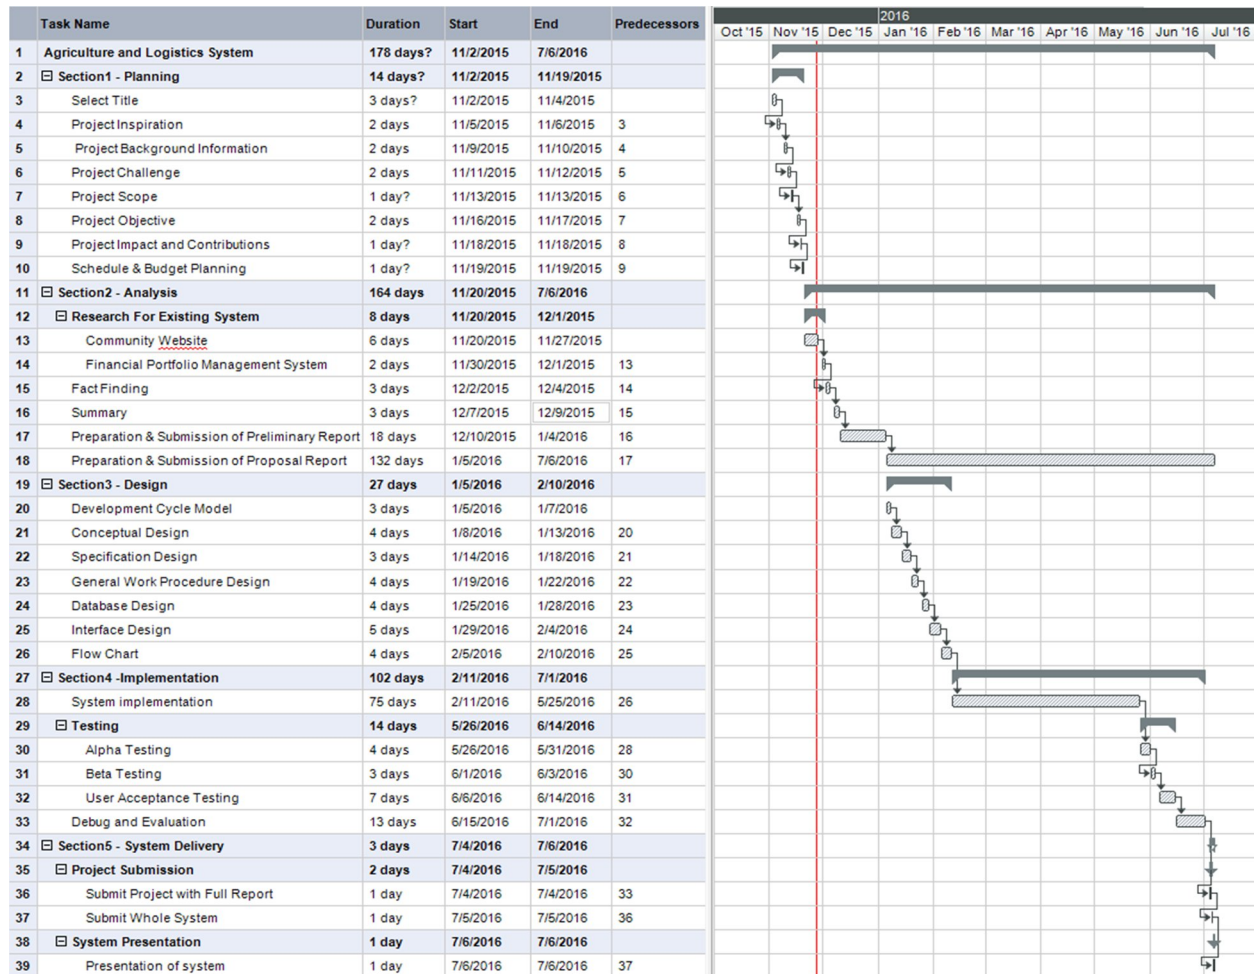 Task Name Duration Start End Predecessors
2016
Oct '15 Nov '15 Dec '15 Jan '16 Feb '16 Mar '16 Apr '16 May '16 Jun '16 Jul '16
1 Agriculture and Logistics System 178 days? 11/2/2015 7/6/2016
2 Section1 - Planning 14 days? 11/2/2015 11/19/2015
3 Select Title 3 days? 11/2/2015 11/4/2015
4 Project Inspiration 2 days 11/5/2015 11/6/2015 3
5 Project Background Information 2 days 11/9/2015 11/10/2015 4
6 Project Challenge 2 days 11/11/2015 11/12/2015 5
7 Project Scope 1 day? 11/13/2015 11/13/2015 6
8 Project Objective 2 days 11/16/2015 11/17/2015 7
9 Project Impact and Contributions 1 day? 11/18/2015 11/18/2015 8
10 Schedule & Budget Planning 1 day? 11/19/2015 11/19/2015 9
11 Section2 - Analysis 164 days 11/20/2015 7/6/2016
12 Research For Existing System 8 days 11/20/2015 12/1/2015
13 Community Website 6 days 11/20/2015 11/27/2015
14 Financial Portfolio Management System 2 days 11/30/2015 12/1/2015 13
15 Fact Finding 3 days 12/2/2015 12/4/2015 14
16 Summary 3 days 12/7/2015 12/9/2015 15
17 Preparation & Submission of Preliminary Report 18 days 12/10/2015 1/4/2016 16
18 Preparation & Submission of Proposal Report 132 days 1/5/2016 7/6/2016 17
19 Section3 - Design 27 days 1/5/2016 2/10/2016
20 Development Cycle Model 3 days 1/5/2016 1/7/2016
21 Conceptual Design 4 days 1/8/2016 1/13/2016 20
22 Specification Design 3 days 1/14/2016 1/18/2016 21
23 General Work Procedure Design 4 days 1/19/2016 1/22/2016 22
24 Database Design 4 days 1/25/2016 1/28/2016 23
25 Interface Design 5 days 1/29/2016 2/4/2016 24
26 Flow Chart 4 days 2/5/2016 2/10/2016 25
27 Section4 -Implementation 102 days 2/11/2016 7/1/2016
28 System implementation 75 days 2/11/2016 5/25/2016 26
29 Testing 14 days 5/26/2016 6/14/2016
30 Alpha Testing 4 days 5/26/2016 5/31/2016 28
31 Beta Testing 3 days 6/1/2016 6/3/2016 30
32 User Acceptance Testing 7 days 6/6/2016 6/14/2016 31
33 Debug and Evaluation 13 days 6/15/2016 7/1/2016 32
34 Section5 - System Delivery 3 days 7/4/2016 7/6/2016
35 Project Submission 2 days 7/4/2016 7/5/2016
36 Submit Project with Full Report 1 day 7/4/2016 7/4/2016 33
37 Submit Whole System 1 day 7/5/2016 7/5/2016 36
38 System Presentation 1 day 7/6/2016 7/6/2016
39 Presentation of system 1 day 7/6/2016 7/6/2016 37